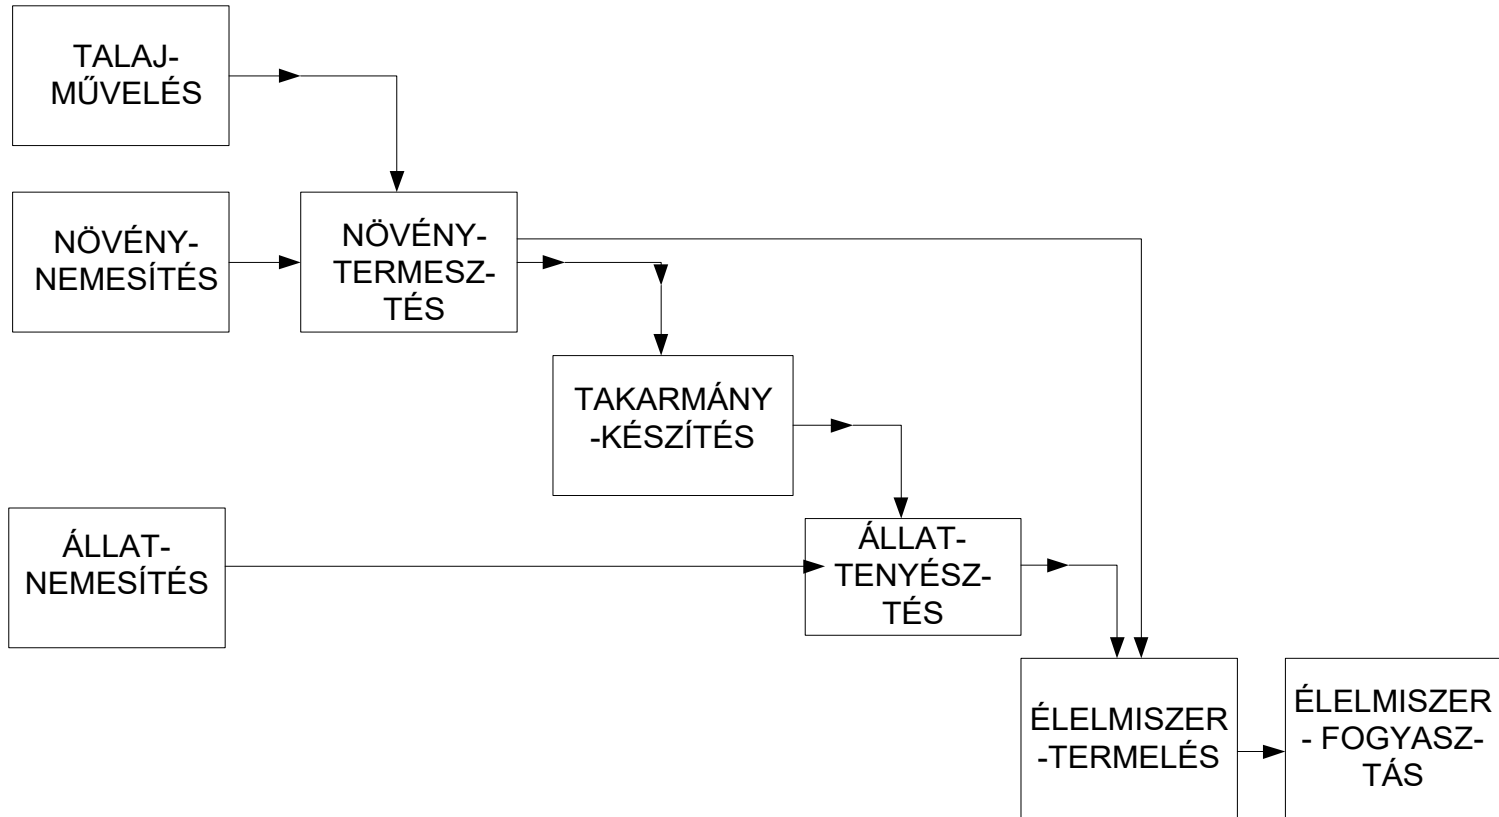 TALAJ-
MŰVELÉS
NÖVÉNY-
NEMESÍTÉS
NÖVÉNY-
TERMESZ-
TÉS
TAKARMÁNY
-KÉSZÍTÉS
ÁLLAT-
NEMESÍTÉS
ÁLLAT-
TENYÉSZ-
TÉS
ÉLELMISZER
-TERMELÉS
ÉLELMISZER
- FOGYASZ-
TÁS